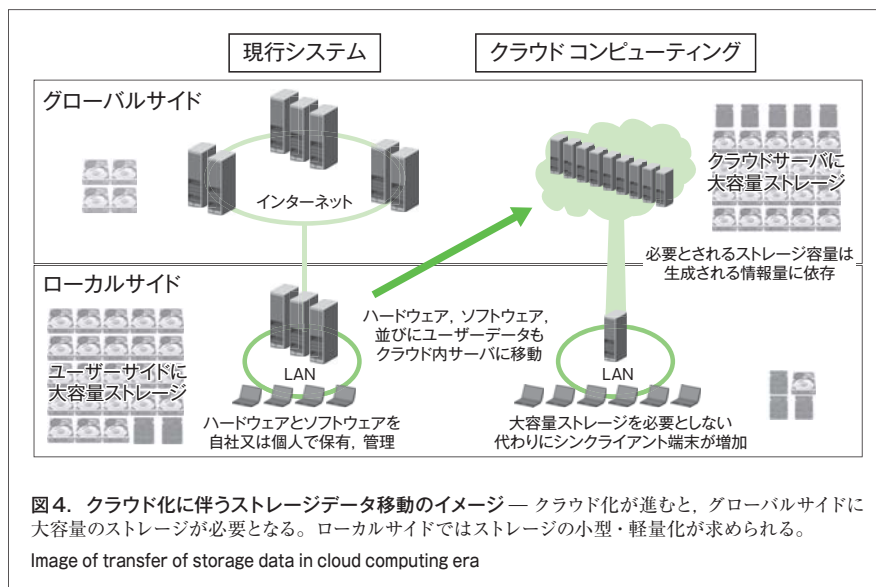 現行システム
クラウド コンピューティング
グローバルサイド
インターネット
クラウドサーバに
大容量ストレージ
必要とされるストレージ容量は
生成される情報量に依存
ローカルサイド
ユーザーサイドに
大容量ストレージ
LAN
ハードウェアとソフトウェアを
自社又は個人で保有, 管理
ハードウェア, ソフトウェア,
並びにユーザーデータも
クラウド内サーバに移動
LAN
大容量ストレージを必要としない
代わりにシンクライアント端末が増加
図4. クラウド化に伴うストレージデータ移動のイメージ — クラウド化が進むと, グローバルサイドに
大容量のストレージが必要となる。ローカルサイドではストレージの小型・軽量化が求められる。
Image of transfer of storage data in cloud computing era